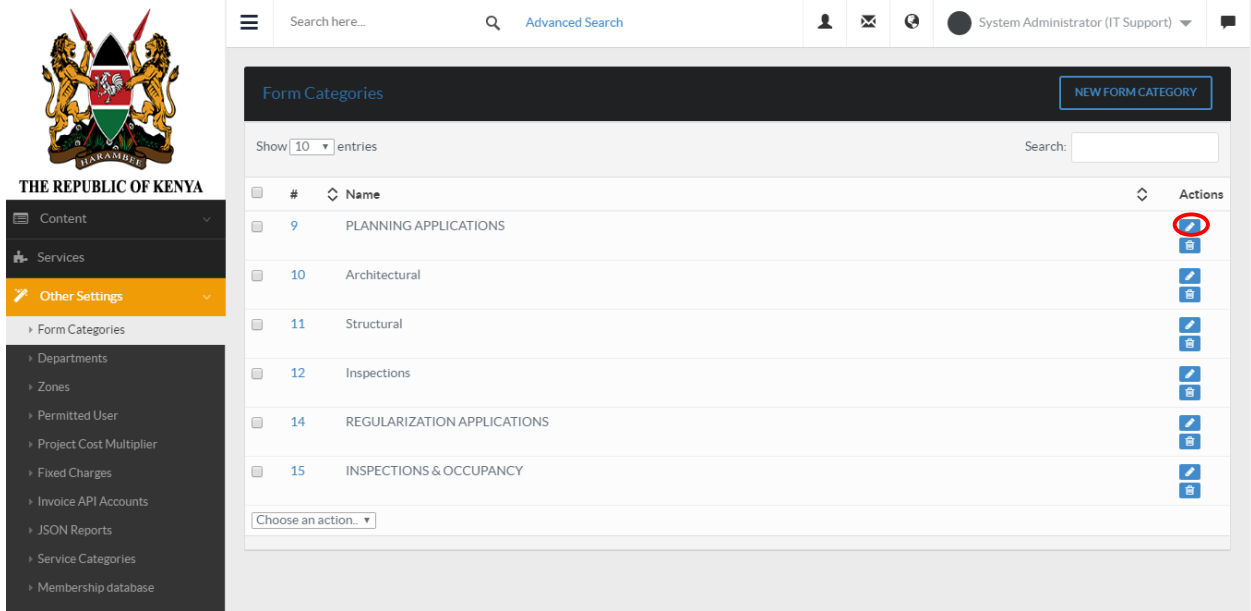 Search here...
Advanced Search
System Administrator (IT Support)
HARAMBEE
THE REPUBLIC OF KENYA
Content
Services
Other Settings
Form Categories
Departments
Zones
Permitted User
Project Cost Multiplier
Fixed Charges
Invoice API Accounts
JSON Reports
Service Categories
Membership database
Form Categories
NEW FORM CATEGORY
Show 10 entries
Search:
# Name Actions
9 PLANNING APPLICATIONS
10 Architectural
11 Structural
12 Inspections
14 REGULARIZATION APPLICATIONS
15 INSPECTIONS & OCCUPANCY
Choose an action..